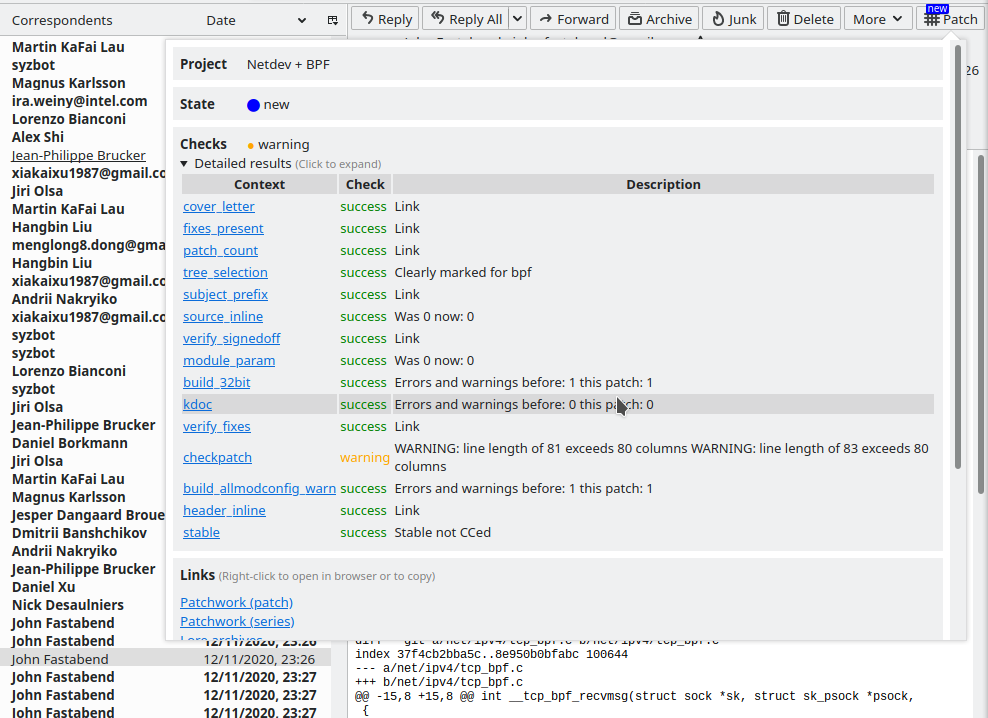 Correspondents Date
Reply Reply All Forward Archive Junk Delete More new Patch
Martin KaFai Lau
syzbot
Magnus Karlsson
ira.weiny@intel.com
Lorenzo Bianconi
Alex Shi
Jean-Philippe Brucker
xiakaixu1987@gmail.co
Jiri Olsa
Martin KaFai Lau
Hangbin Liu
menglong8.dong@gma
Hangbin Liu
xiakaixu1987@gmail.co
Andrii Nakryiko
xiakaixu1987@gmail.co
syzbot
syzbot
Lorenzo Bianconi
syzbot
Jiri Olsa
Jean-Philippe Brucker
Daniel Borkmann
Jiri Olsa
Martin KaFai Lau
Magnus Karlsson
Jesper Dangaard Broue
Dmitrii Banshchikov
Andrii Nakryiko
Jean-Philippe Brucker
Daniel Xu
Nick Desaulniers
John Fastabend
John Fastabend 12/11/2020, 23:26
John Fastabend 12/11/2020, 23:26
John Fastabend 12/11/2020, 23:27
John Fastabend 12/11/2020, 23:27
John Fastabend 12/11/2020, 23:27
26
Project Netdev + BPF
State new
Checks warning
Detailed results (Click to expand)
Context Check Description
cover_letter success Link
fixes_present success Link
patch_count success Link
tree_selection success Clearly marked for bpf
subject_prefix success Link
source_inline success Was 0 now: 0
verify_signedoff success Link
module_param success Was 0 now: 0
build_32bit success Errors and warnings before: 1 this patch: 1
kdoc success Errors and warnings before: 0 this patch: 0
verify_fixes success Link
checkpatch warning WARNING: line length of 81 exceeds 80 columns WARNING: line length of 83 exceeds 80
columns
build_allmodconfig_warn success Errors and warnings before: 1 this patch: 1
header_inline success Link
stable success Stable not CCed
Links (Right-click to open in browser or to copy)
Patchwork (patch)
Patchwork (series)
Lore archives
diff --git a/net/ipv4/tcp_bpf.c b/net/ipv4/tcp_bpf.c
index 37f4cb2bba5c..8e950b0bfabc 100644
--- a/net/ipv4/tcp_bpf.c
+++ b/net/ipv4/tcp_bpf.c
@@ -15,8 +15,8 @@ int __tcp_bpf_recvmsg(struct sock *sk, struct sk_psock *psock,
{